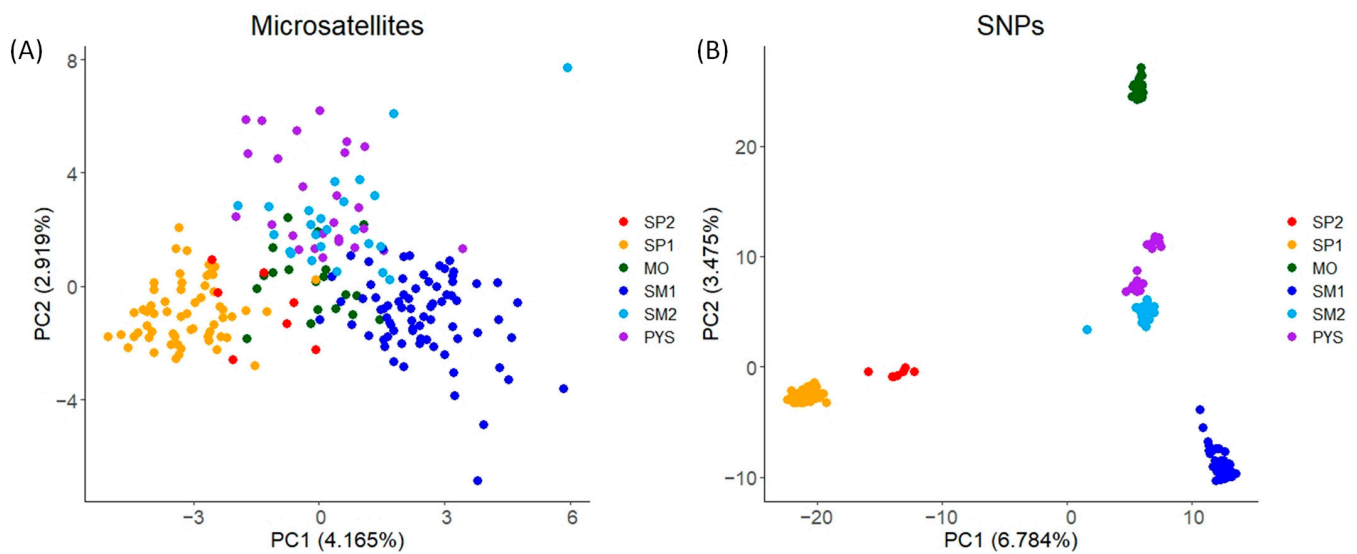 Microsatellites
(A)
8
4
0
−4
PC2 (2.919%)
−3
0
3
6
PC1 (4.165%)
SP2
SP1
MO
SM1
SM2
PYS
SNPs
(B)
20
10
0
−10
PC2 (3.475%)
−20
−10
0
10
PC1 (6.784%)
SP2
SP1
MO
SM1
SM2
PYS